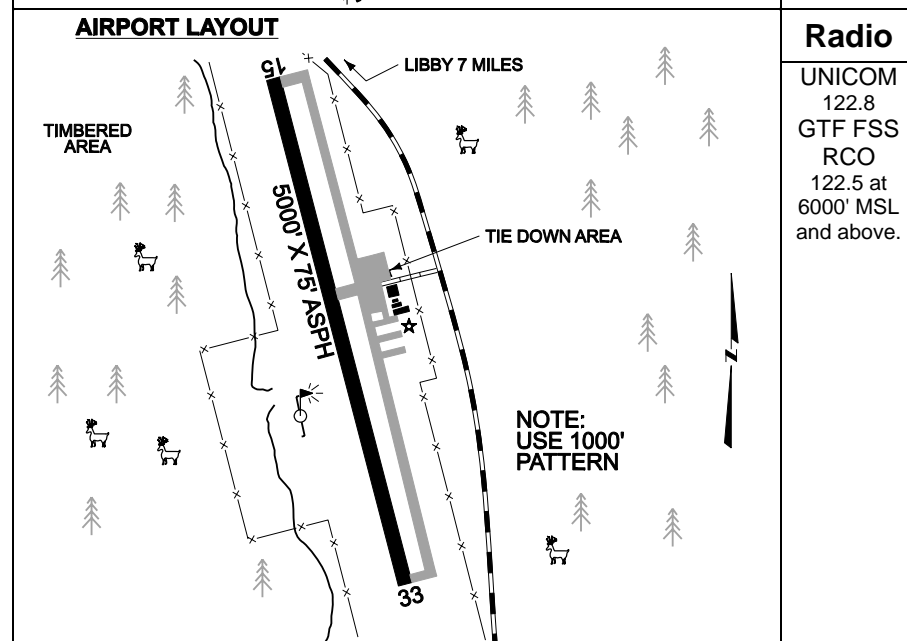 AIRPORT LAYOUT
15
LIBBY 7 MILES
TIMBERED
AREA
5000' X 75' ASPH
TIE DOWN AREA
N
NOTE:
USE 1000'
PATTERN
33
Radio
UNICOM
122.8
GTF FSS
RCO
122.5 at
6000' MSL
and above.